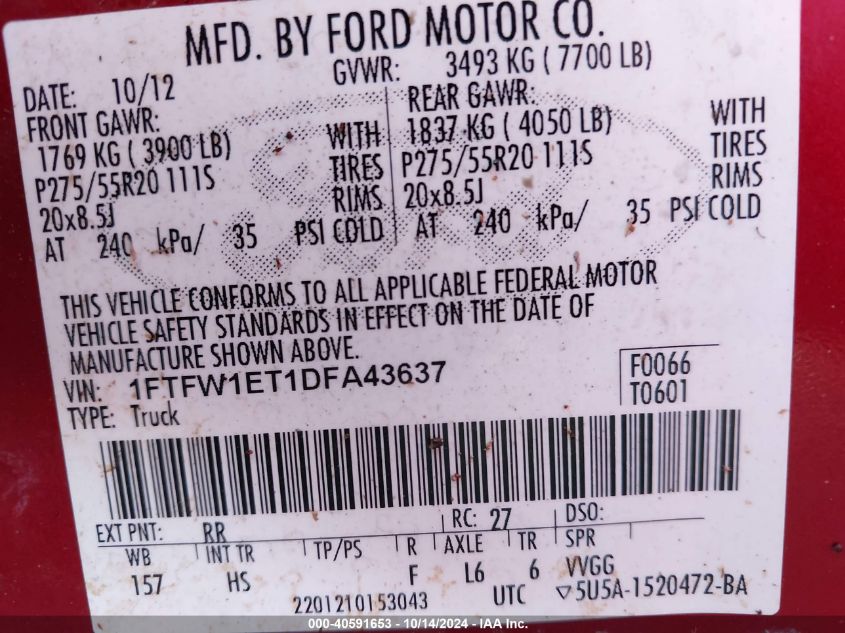 MFD. BY FORD MOTOR CO.
DATE: 10/12 GVWR: 3493 KG ( 7700 LB)
FRONT GAWR: REAR GAWR:
1769 KG ( 3900 LB) WITH 1837 KG ( 4050 LB) WITH
P275/55R20 111S TIRES P275/55R20 111S TIRES
20x8.5J RIMS 20x8.5J RIMS
AT 240 kPa/ 35 PSI COLD AT 240 kPa/ 35 PSI COLD
THIS VEHICLE CONFORMS TO ALL APPLICABLE FEDERAL MOTOR
VEHICLE SAFETY STANDARDS IN EFFECT ON THE DATE OF
MANUFACTURE SHOWN ABOVE.
VIN: 1FTFW1ET1DFA43637 F0066
TYPE: Truck T0601
EXT PNT: RR RC: 27 DSO:
WB INT TR TP/PS R AXLE TR SPR
157 HS F L6 6 VVGG
2201210153043 UTC ▽5U5A-1520472-BA
000-40591653 - 10/14/2024 - IAA Inc.